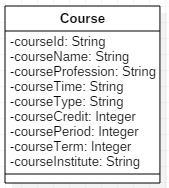 Course
-courseId: String
-courseName: String
-courseProfession: String
-courseTime: String
-courseType: String
-courseCredit: Integer
-coursePeriod: Integer
-courseTerm: Integer
-courseInstitute: String